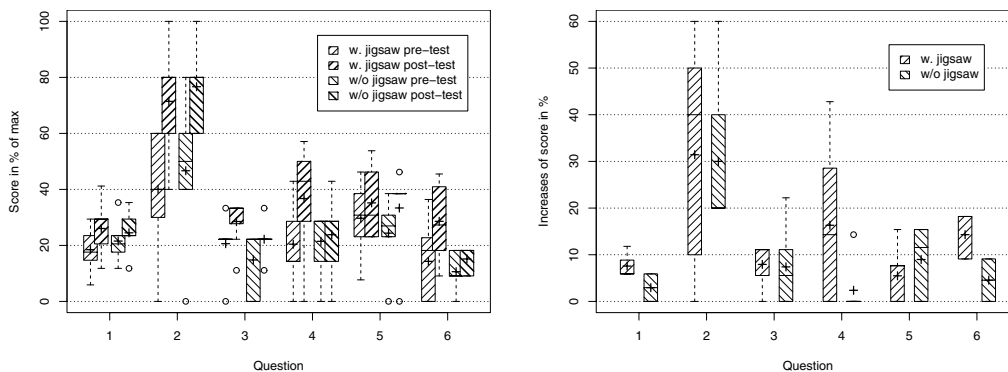 Score in % of max
100
80
60
40
20
0
w. jigsaw pre-test
w. jigsaw post-test
w/o jigsaw pre-test
w/o jigsaw post-test
1 2 3 4 5 6
Question
Increases of score in %
60
50
40
30
20
10
0
w. jigsaw
w/o jigsaw
1 2 3 4 5 6
Question